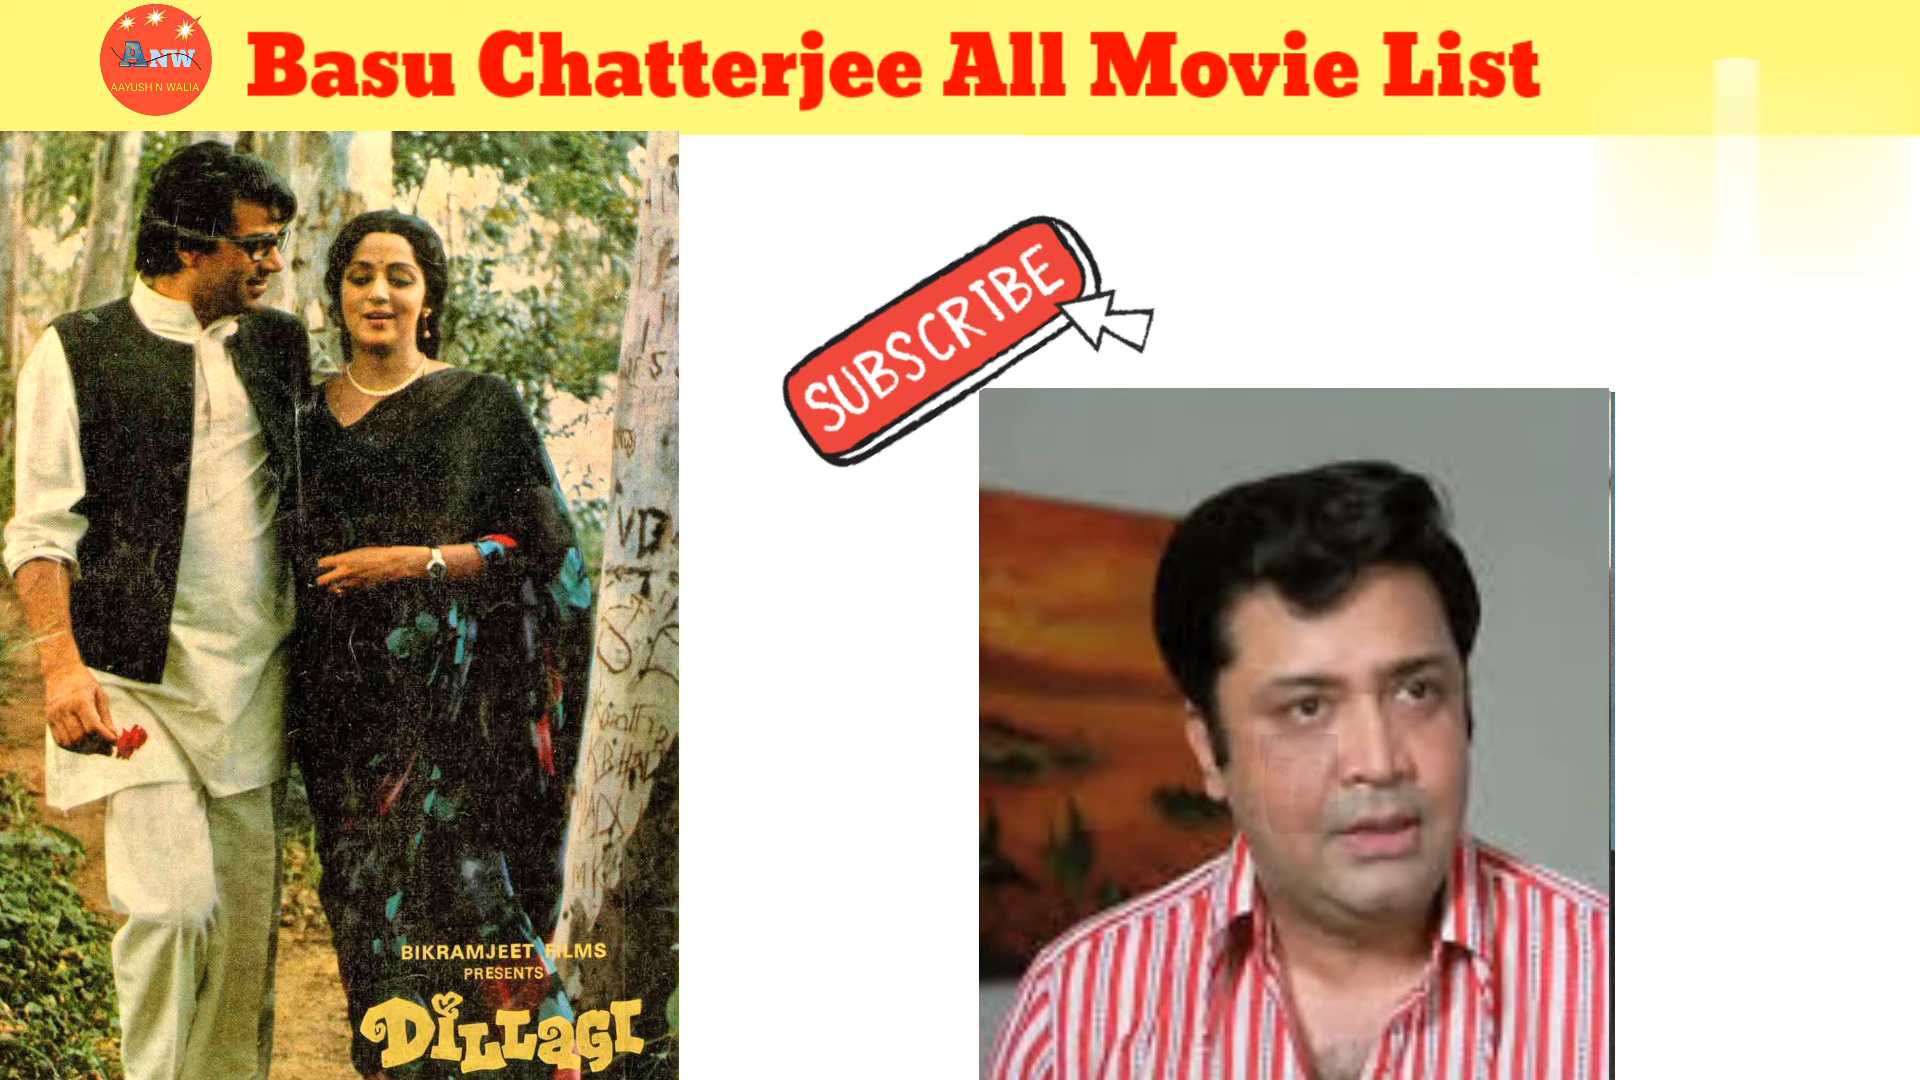 ANW
AAYUSH N WALIA
Basu Chatterjee All Movie List
SUBSCRIBE
BIKRAMJEET FILMS
PRESENTS
DILLAGI